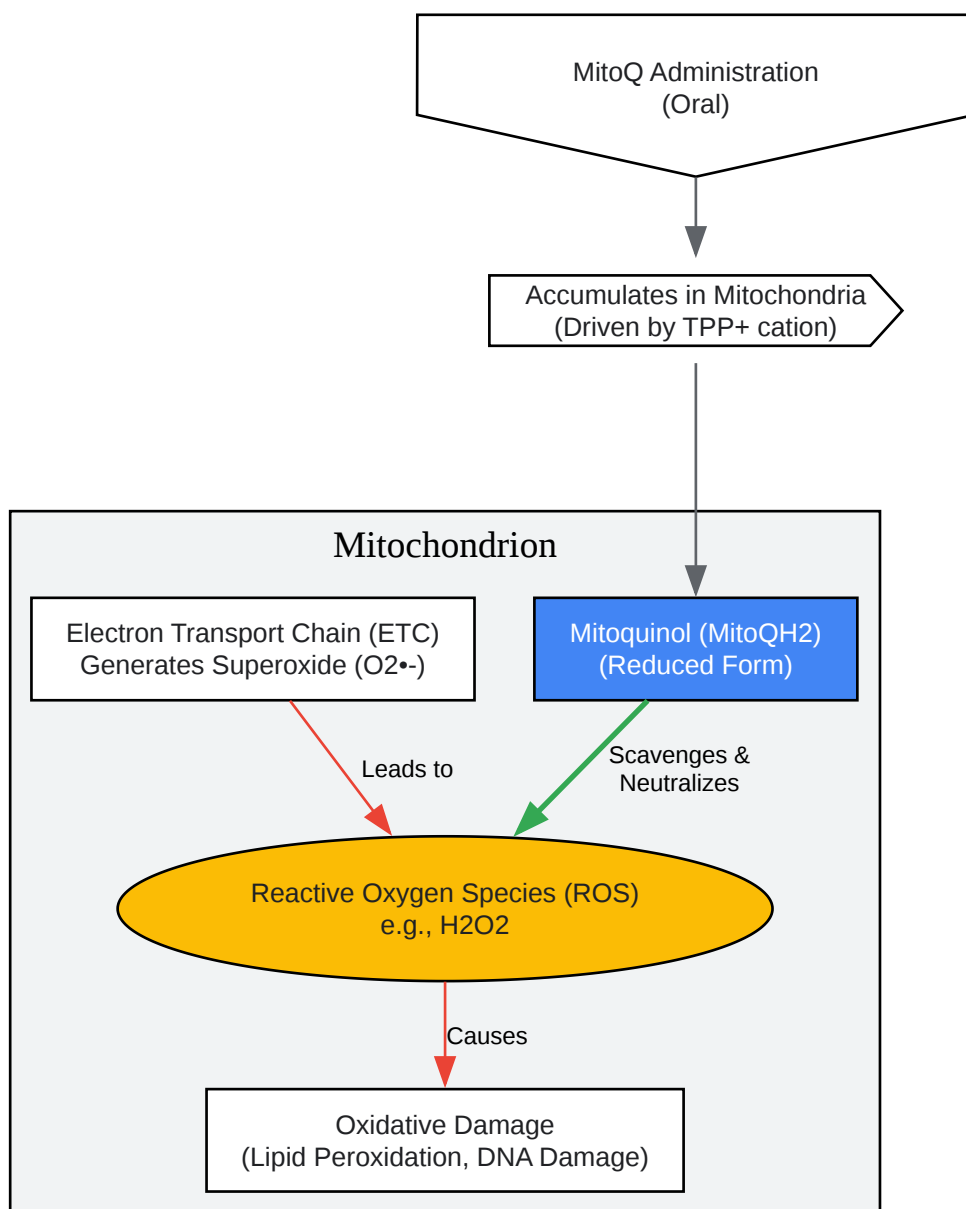 MitoQ Administration
(Oral)
Accumulates in Mitochondria
(Driven by TPP+ cation)
Mitochondrion
Electron Transport Chain (ETC)
Generates Superoxide (O2•-)
Mitoquinol (MitoQH2)
(Reduced Form)
Leads to
Scavenges &
Neutralizes
Reactive Oxygen Species (ROS)
e.g., H2O2
Causes
Oxidative Damage
(Lipid Peroxidation, DNA Damage)